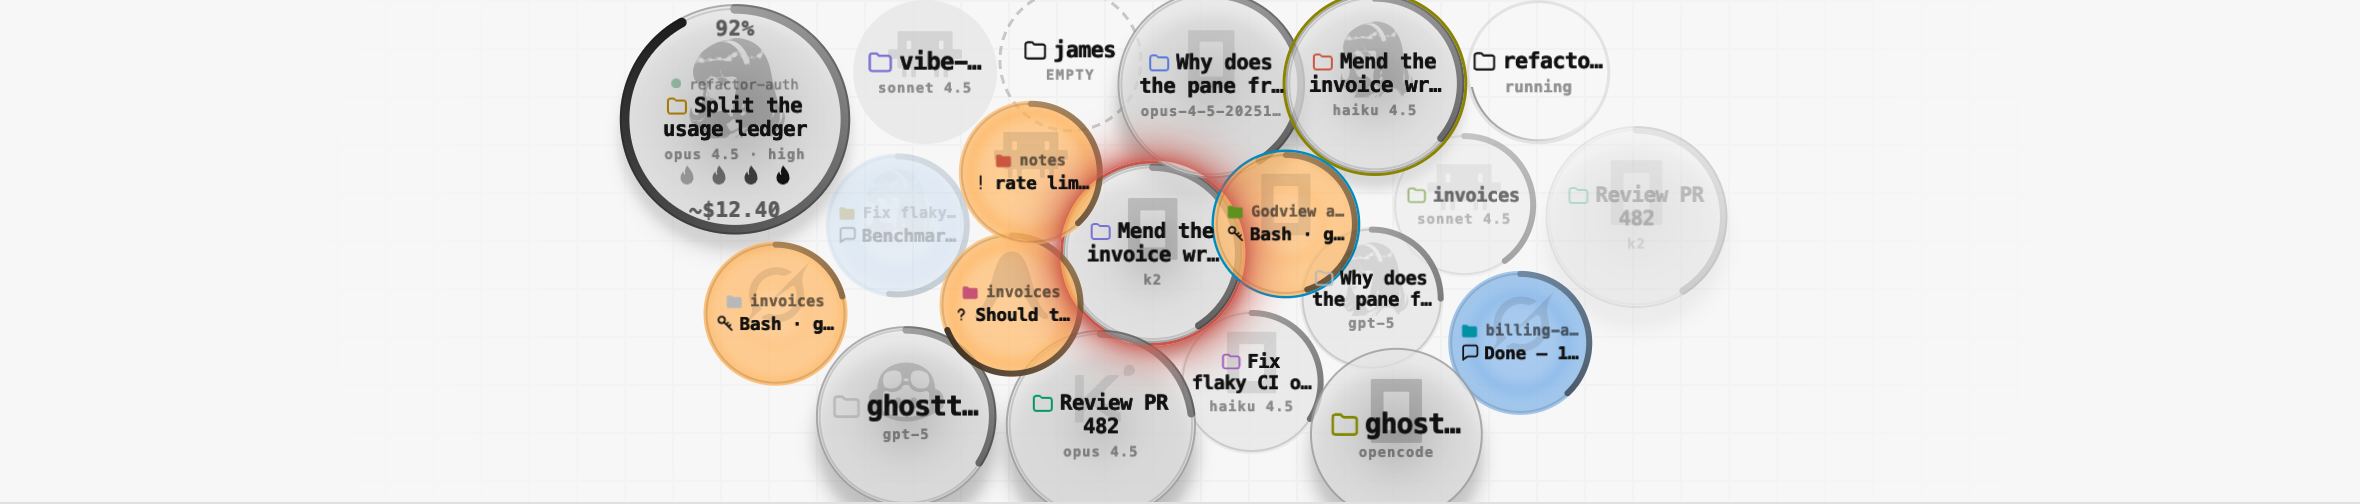 92%
refactor-auth
Split the
usage ledger
opus 4.5 · high
~$12.40
vibe-…
sonnet 4.5
james
EMPTY
Why does
the pane fr…
opus-4-5-20251…
Mend the
invoice wr…
haiku 4.5
refacto…
running
notes
! rate lim…
Fix flaky…
Benchmar…
Mend the
invoice wr…
k2
Godview a…
Bash · g…
invoices
sonnet 4.5
Review PR
482
k2
invoices
Bash · g…
invoices
? Should t…
Why does
the pane f…
gpt-5
billing-a…
Done — 1…
ghostt…
gpt-5
Review PR
482
opus 4.5
Fix
flaky CI o…
haiku 4.5
ghost…
opencode